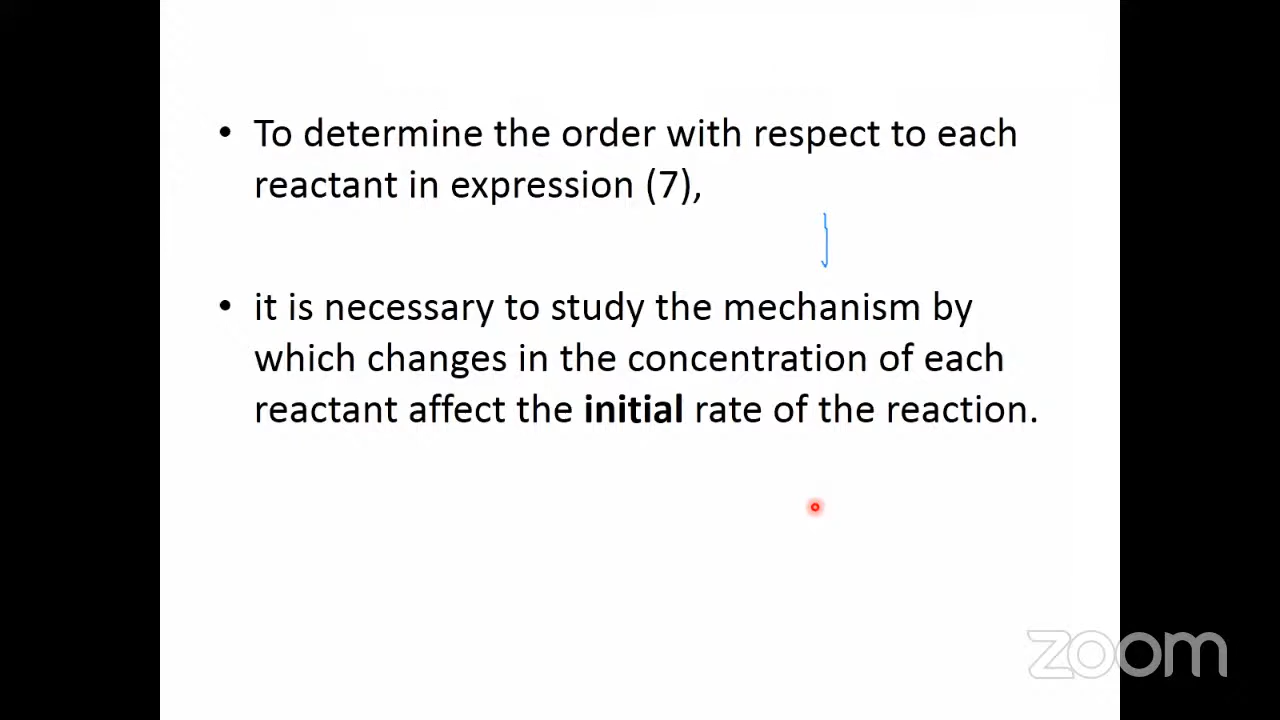 • To determine the order with respect to each
reactant in expression (7),
• it is necessary to study the mechanism by
which changes in the concentration of each
reactant affect the initial rate of the reaction.
zoom